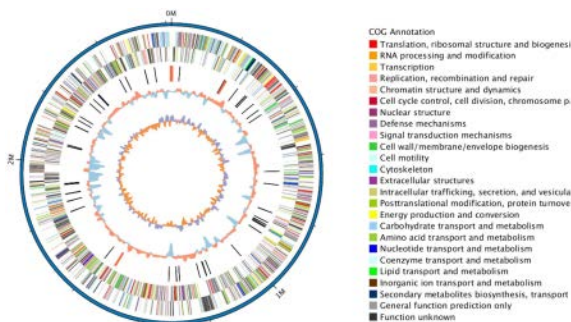 0M
2M
1M
COG Annotation
Translation, ribosomal structure and biogenesi
RNA processing and modification
Transcription
Replication, recombination and repair
Chromatin structure and dynamics
Cell cycle control, cell division, chromosome p.
Nuclear structure
Defense mechanisms
Signal transduction mechanisms
Cell wall/membrane/envelope biogenesis
Cell motility
Cytoskeleton
Extracellular structures
Intracellular trafficking, secretion, and vesicula
Posttranslational modification, protein turnove
Energy production and conversion
Carbohydrate transport and metabolism
Amino acid transport and metabolism
Nucleotide transport and metabolism
Coenzyme transport and metabolism
Lipid transport and metabolism
Inorganic ion transport and metabolism
Secondary metabolites biosynthesis, transport
General function prediction only
Function unknown